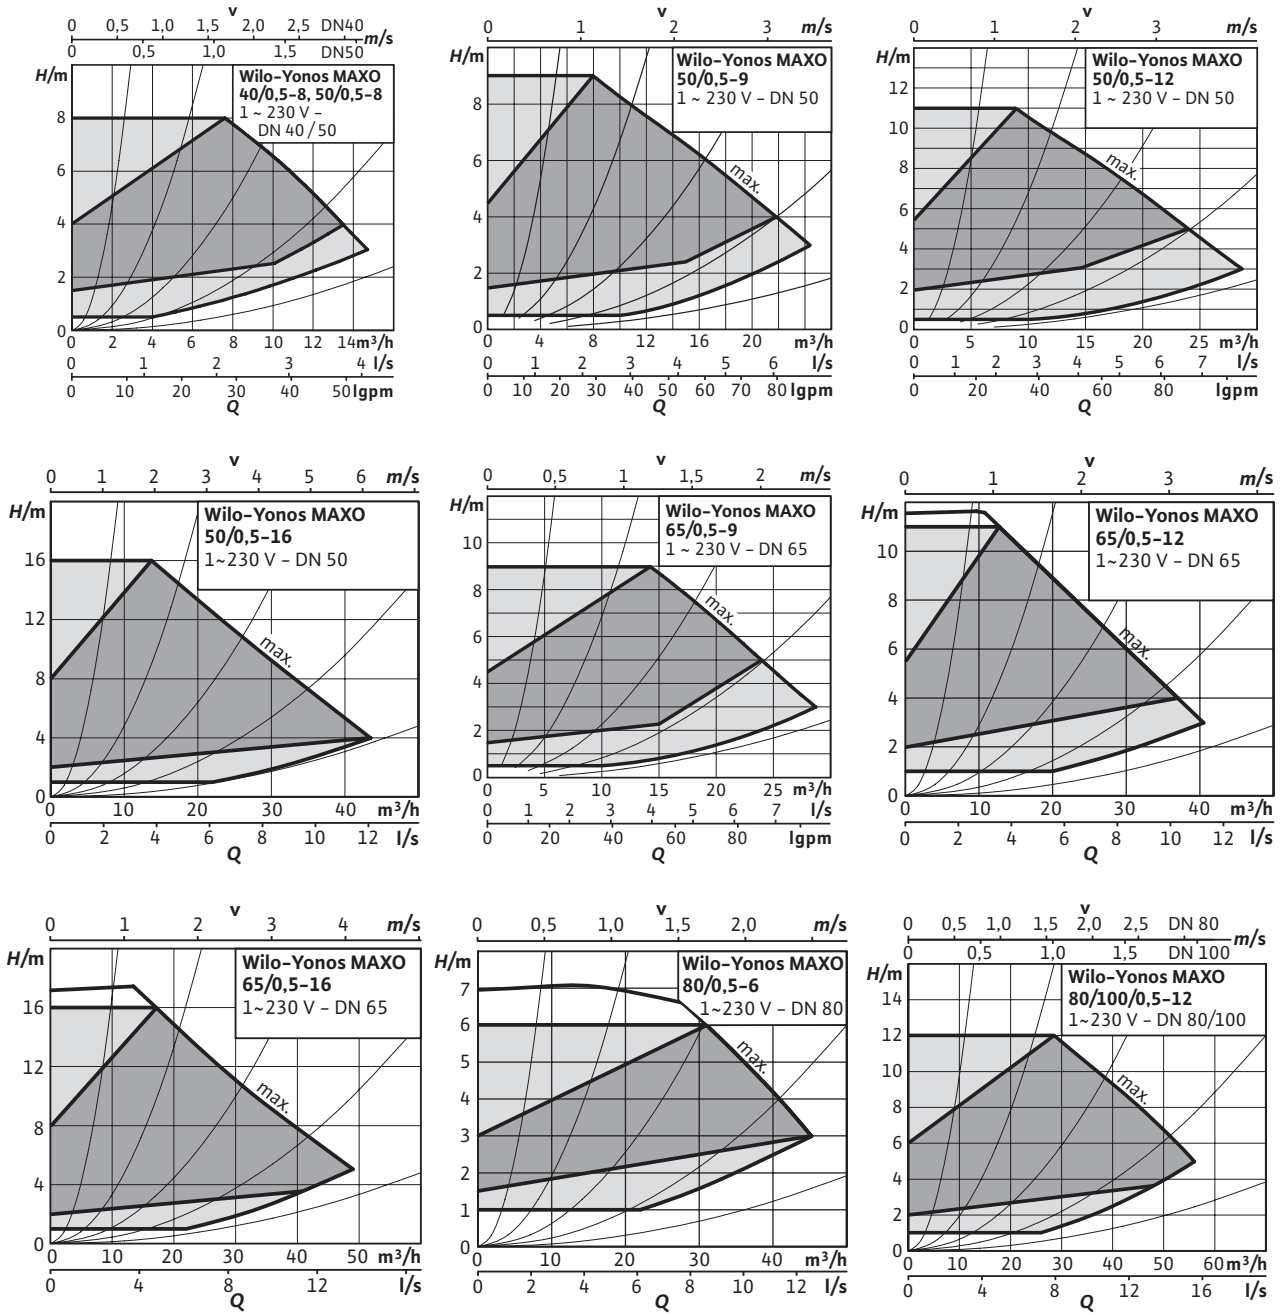 v
0 0,5 1,0 1,5 2,0 2,5 DN40
m/s
0 0,5 1,0 1,5 DN50
H/m
Wilo-Yonos MAXO
40/0,5-8, 50/0,5-8
1 ~ 230 V –
DN 40 / 50
8
6
4
2
0
0 2 4 6 8 10 12 14 m³/h
0 1 2 3 4 l/s
0 10 20 30 40 50 lgpm
Q
v
0 1 2 3 m/s
H/m
Wilo-Yonos MAXO
50/0,5-9
1 ~ 230 V – DN 50
max.
8
6
4
2
0
0 4 8 12 16 20 m³/h
0 1 2 3 4 5 6 l/s
0 10 20 30 40 50 60 70 80 lgpm
Q
v
0 1 2 3 m/s
H/m
Wilo-Yonos MAXO
50/0,5-12
1 ~ 230 V – DN 50
max.
12
10
8
6
4
2
0
0 5 10 15 20 25 m³/h
0 1 2 3 4 5 6 7 l/s
0 20 40 60 80 lgpm
Q
v
0 1 2 3 4 5 6 m/s
H/m
Wilo-Yonos MAXO
50/0,5-16
1~230 V – DN 50
max.
16
12
8
4
0
0 10 20 30 40 m³/h
0 2 4 6 8 10 12 l/s
Q
v
0 0,5 1 1,5 2 m/s
H/m
Wilo-Yonos MAXO
65/0,5-9
1 ~ 230 V – DN 65
max.
10
8
6
4
2
0
0 5 10 15 20 25 m³/h
0 1 2 3 4 5 6 7 l/s
0 20 40 60 80 lgpm
Q
v
0 1 2 3 m/s
H/m
Wilo-Yonos MAXO
65/0,5-12
1~230 V – DN 65
max.
10
8
6
4
2
0
0 10 20 30 40 m³/h
0 2 4 6 8 10 12 l/s
Q
v
0 1 2 3 4 m/s
H/m
Wilo-Yonos MAXO
65/0,5-16
1~230 V – DN 65
max.
16
12
8
4
0
0 10 20 30 40 50 m³/h
0 4 8 12 l/s
Q
v
0 0,5 1,0 1,5 2,0 m/s
H/m
Wilo-Yonos MAXO
80/0,5-6
1~230 V – DN 80
max.
7
6
5
4
3
2
1
0
0 10 20 30 40 m³/h
0 2 4 6 8 10 12 l/s
Q
v
0 0,5 1,0 1,5 2,0 2,5 DN 80
m/s
0 0,5 1,0 1,5 DN 100
H/m
Wilo-Yonos MAXO
80/100/0,5-12
1~230 V – DN 80/100
max.
14
12
10
8
6
4
2
0
0 10 20 30 40 50 60 m³/h
0 4 8 12 16 l/s
Q